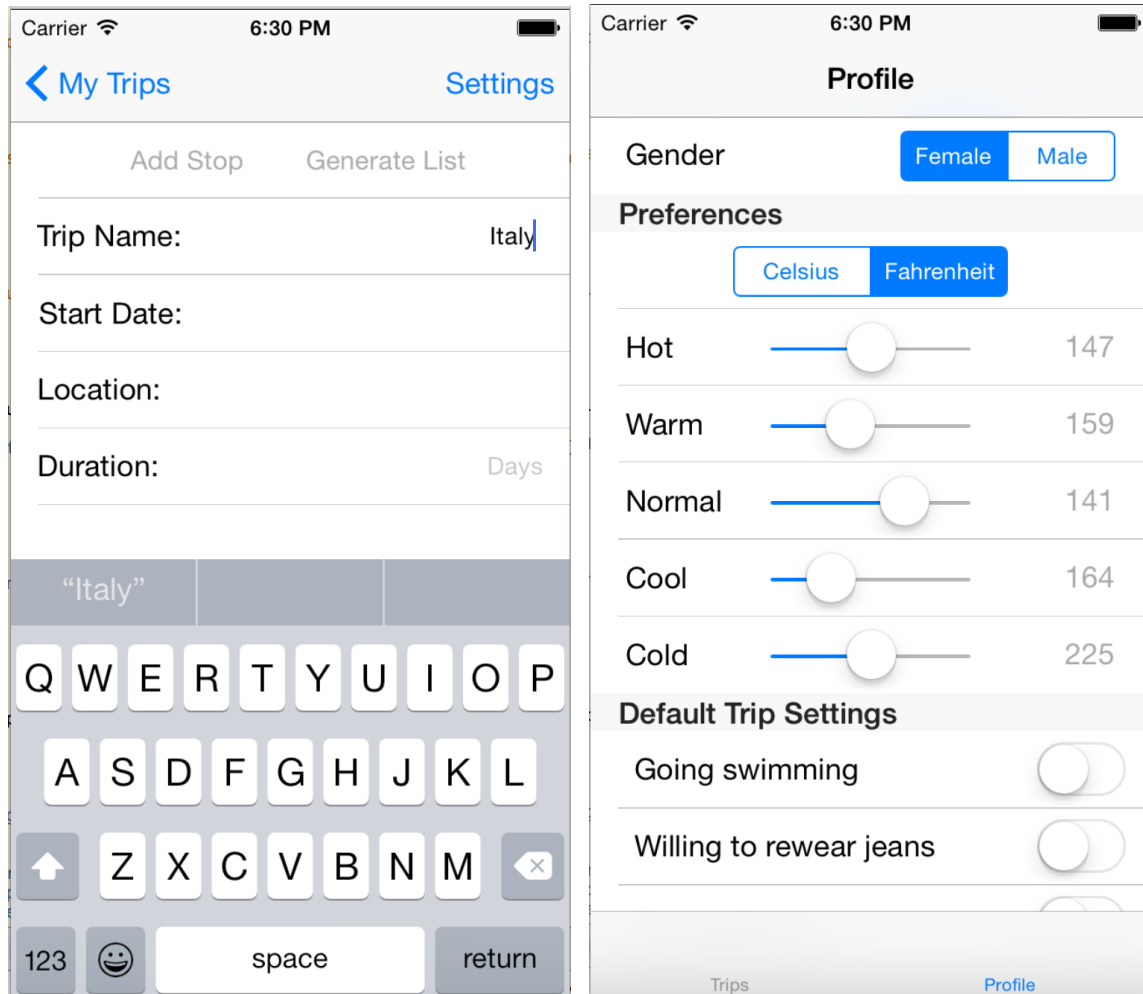 Carrier 6:30 PM
My Trips Settings
Add Stop Generate List
Trip Name: Italy
Start Date:
Location:
Duration: Days
“Italy”
Q W E R T Y U I O P
A S D F G H J K L
Z X C V B N M
123 space return
Carrier 6:30 PM
Profile
Gender Female Male
Preferences
Celsius Fahrenheit
Hot 147
Warm 159
Normal 141
Cool 164
Cold 225
Default Trip Settings
Going swimming
Willing to rewear jeans
Trips Profile